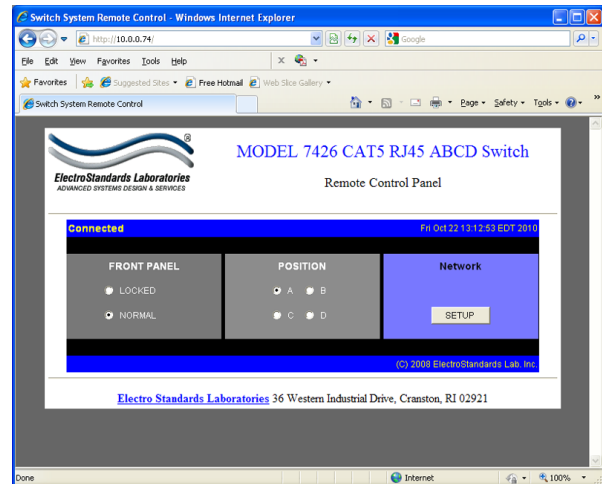 Switch System Remote Control - Windows Internet Explorer
http://10.0.0.74/
Google
File Edit View Favorites Tools Help
Favorites Suggested Sites Free Hotmail Web Slice Gallery
Switch System Remote Control
Page Safety Tools
®
ElectroStandards Laboratories
ADVANCED SYSTEMS DESIGN & SERVICES
MODEL 7426 CAT5 RJ45 ABCD Switch
Remote Control Panel
Connected
Fri Oct 22 13:12:53 EDT 2010
FRONT PANEL
LOCKED
NORMAL
POSITION
A B
C D
Network
SETUP
(C) 2008 ElectroStandards Lab. Inc.
Electro Standards Laboratories 36 Western Industrial Drive, Cranston, RI 02921
Done
Internet
100%